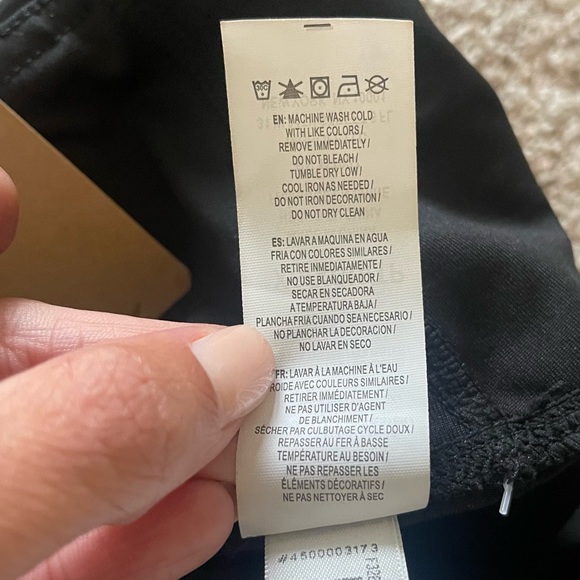 30C
EN: MACHINE WASH COLD
WITH LIKE COLORS /
REMOVE IMMEDIATELY /
DO NOT BLEACH /
TUMBLE DRY LOW /
COOL IRON AS NEEDED /
DO NOT IRON DECORATION /
DO NOT DRY CLEAN
ES: LAVAR A MAQUINA EN AGUA
FRIA CON COLORES SIMILARES /
RETIRE INMEDIATAMENTE /
NO USE BLANQUEADOR /
SECAR EN SECADORA
A TEMPERATURA BAJA /
PLANCHA FRIA CUANDO SEA NECESARIO /
NO PLANCHAR LA DECORACION /
NO LAVAR EN SECO
FR: LAVAR À LA MACHINE À L'EAU
ROIDE AVEC COULEURS SIMILAIRES /
RETIRER IMMÉDIATEMENT /
NE PAS UTILISER D'AGENT
DE BLANCHIMENT /
SÉCHER PAR CULBUTAGE CYCLE DOUX /
REPASSER AU FER À BASSE
TEMPÉRATURE AU BESOIN /
NE PAS REPASSER LES
ÉLÉMENTS DÉCORATIFS /
NE PAS NETTOYER À SEC
#460003173